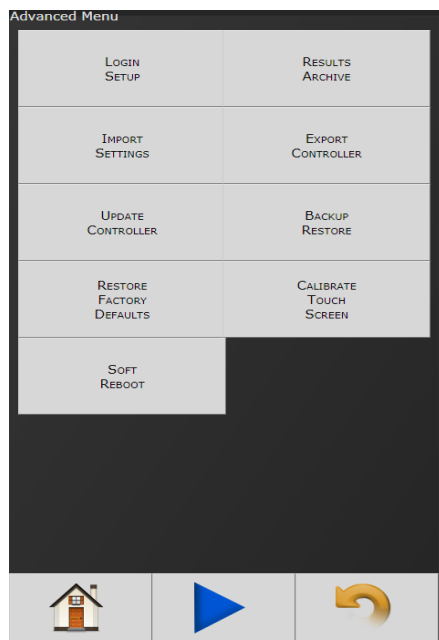 Advanced Menu
Login
Setup
Results
Archive
Import
Settings
Export
Controller
Update
Controller
Backup
Restore
Restore
Factory
Defaults
Calibrate
Touch
Screen
Soft
Reboot